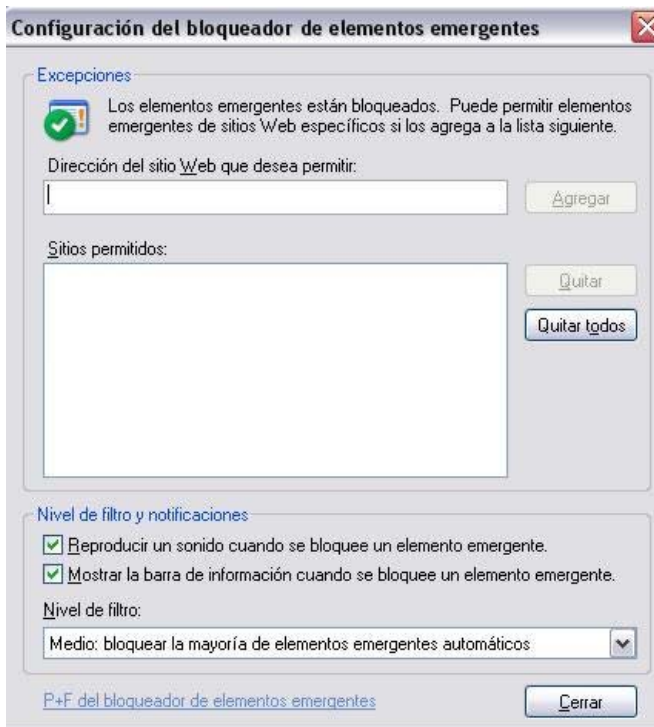 Configuración del bloqueador de elementos emergentes
Excepciones
Los elementos emergentes están bloqueados. Puede permitir elementos
emergentes de sitios Web específicos si los agrega a la lista siguiente.
Dirección del sitio Web que desea permitir:
Agregar
Sitios permitidos:
Quitar
Quitar todos
Nivel de filtro y notificaciones
Reproducir un sonido cuando se bloquee un elemento emergente.
Mostrar la barra de información cuando se bloquee un elemento emergente.
Nivel de filtro:
Medio: bloquear la mayoría de elementos emergentes automáticos
P+F del bloqueador de elementos emergentes
Cerrar